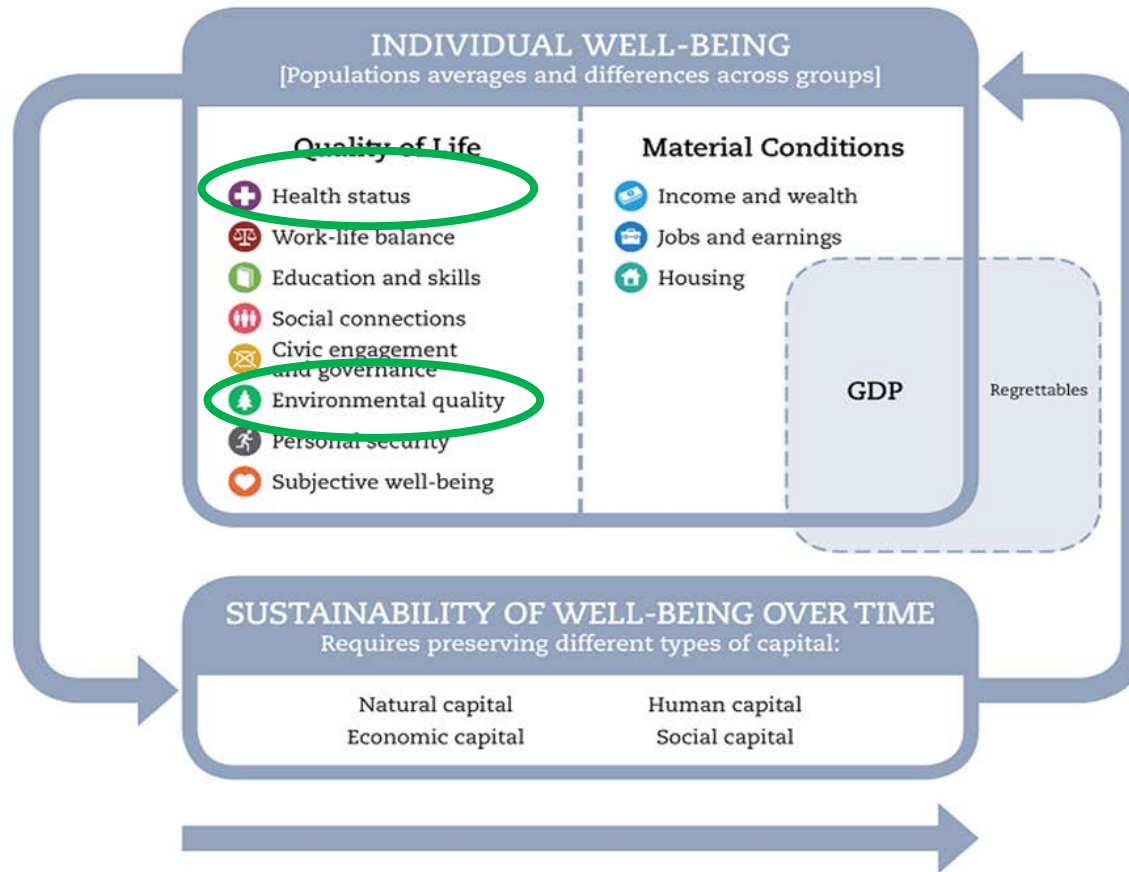 INDIVIDUAL WELL-BEING
[Populations averages and differences across groups]
Quality of Life
Health status
Work-life balance
Education and skills
Social connections
Civic engagement
and governance
Environmental quality
Personal security
Subjective well-being
Material Conditions
Income and wealth
Jobs and earnings
Housing
GDP
Regrettables
SUSTAINABILITY OF WELL-BEING OVER TIME
Requires preserving different types of capital:
Natural capital
Human capital
Economic capital
Social capital